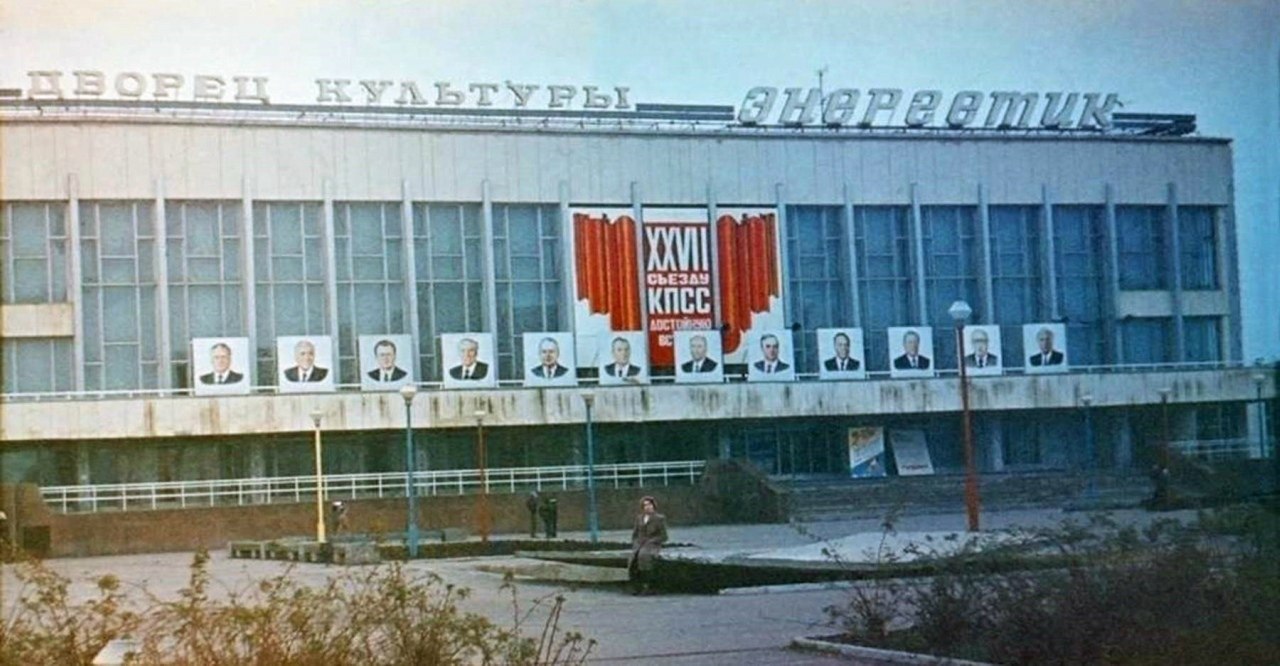 ДВОРЕЦ КУЛЬТУРЫ энергетик
XXVII
СЪЕЗДУ
КПСС
ДОСТОЙНУЮ